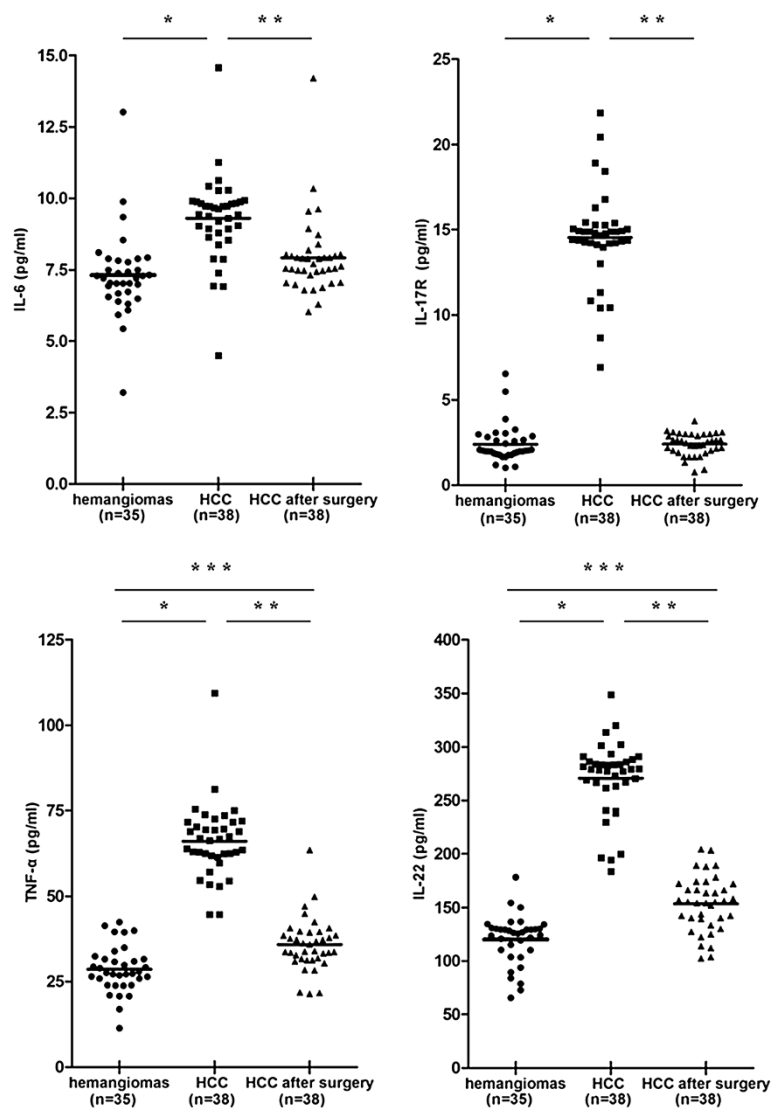 * **
15.0
12.5
10.0
7.5
5.0
2.5
0.0
IL-6 (pg/ml)
hemangiomas HCC HCC after surgery
(n=35) (n=38) (n=38)
* **
25
20
15
10
5
0
IL-17R (pg/ml)
hemangiomas HCC HCC after surgery
(n=35) (n=38) (n=38)
***
* **
125
100
75
50
25
0
TNF-α (pg/ml)
hemangiomas HCC HCC after surgery
(n=35) (n=38) (n=38)
***
* **
400
350
300
250
200
150
100
50
0
IL-22 (pg/ml)
hemangiomas HCC HCC after surgery
(n=35) (n=38) (n=38)